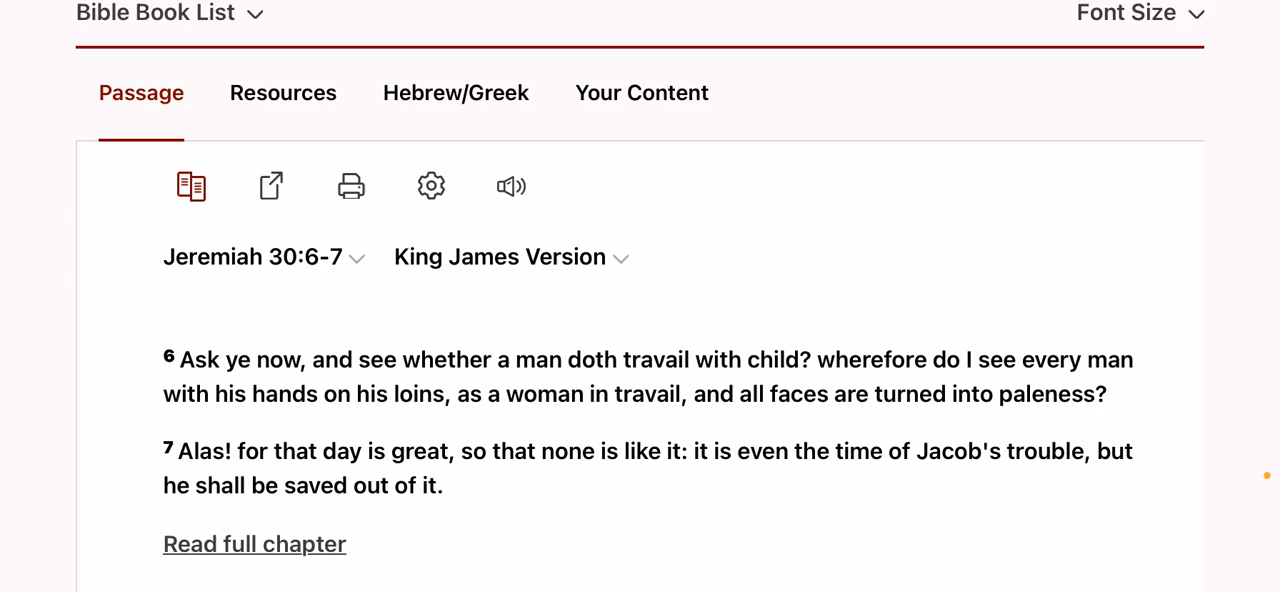 Bible Book List
Font Size
Passage
Resources
Hebrew/Greek
Your Content
Jeremiah 30:6-7
King James Version
6 Ask ye now, and see whether a man doth travail with child? wherefore do I see every man
with his hands on his loins, as a woman in travail, and all faces are turned into paleness?
7 Alas! for that day is great, so that none is like it: it is even the time of Jacob's trouble, but
he shall be saved out of it.
Read full chapter